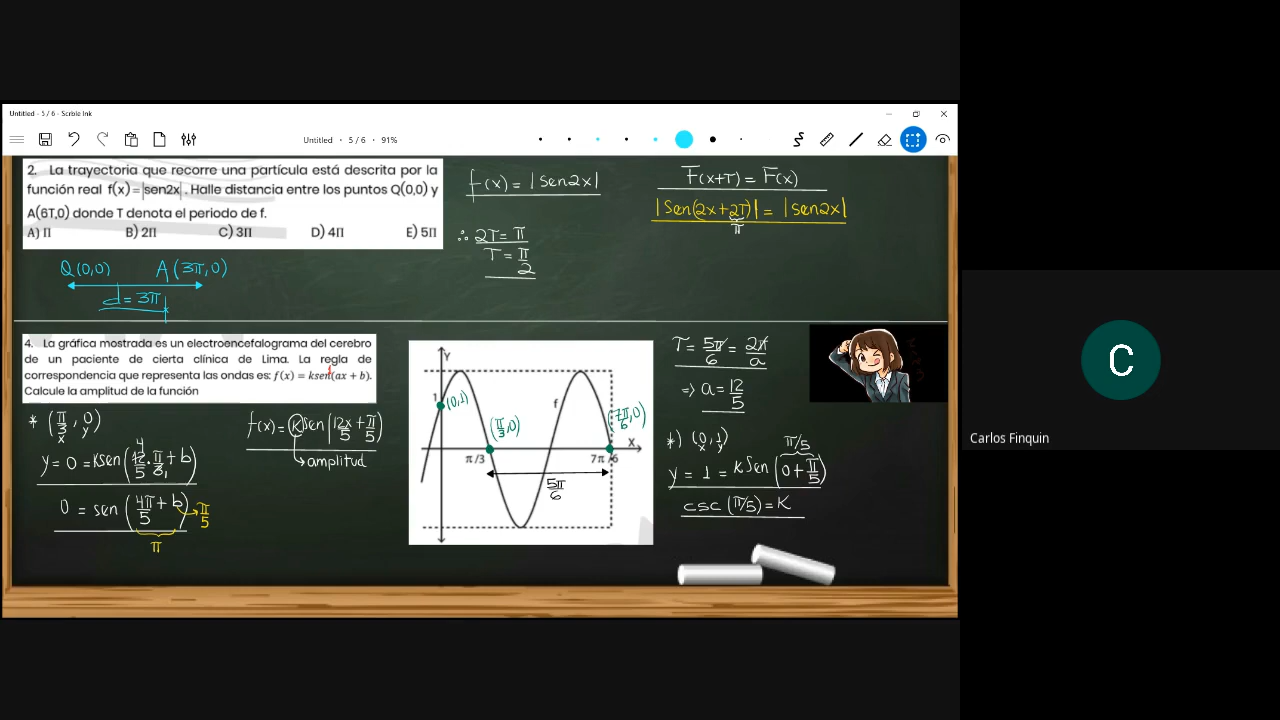 Untitled - 5 / 6 - Scrble Ink
Untitled · 5 / 6 · 91%
2. La trayectoria que recorre una partícula está descrita por la
función real f(x) = |sen2x|. Halle distancia entre los puntos Q(0,0) y
A(6T,0) donde T denota el periodo de f.
A) Π B) 2Π C) 3Π D) 4Π E) 5Π
f(x) = |sen2x|
∴ 2T = π
T = π/2
F(x+T) = F(x)
|Sen(2x+2T)| = |sen2x|
π
Q(0,0) A(3π,0)
d = 3π
4. La gráfica mostrada es un electroencefalograma del cerebro
de un paciente de cierta clínica de Lima. La regla de
correspondencia que representa las ondas es: f(x) = ksen(ax + b).
Calcule la amplitud de la función
* (π/3, 0)
x y
y = 0 = ksen(12/5 · π/3 + b)
4
1
0 = sen(4π/5 + b)
π/5
π
f(x) = K Sen(12x/5 + π/5)
amplitud
Y
1
(0,1)
f
(π/3, 0)
(7π/6, 0)
X
π/3
7π/6
5π/6
T = 5π/6 = 2π/a
⇒ a = 12/5
*) (0,1)
x y
π/5
y = 1 = k Sen(0 + π/5)
csc(π/5) = K
C
Carlos Finquin